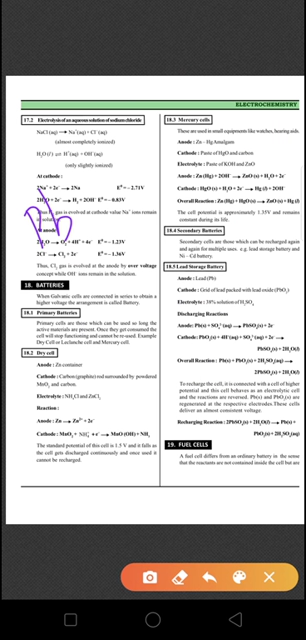 ELECTROCHEMISTRY
17.2 Electrolysis of an aqueous solution of sodium chloride
NaCl (aq) ⟶ Na⁺(aq) + Cl⁻(aq)
(almost completely ionized)
H₂O (l) ⇌ H⁺(aq) + OH⁻(aq)
(only slightly ionized)
At cathode :
2Na⁺ + 2e⁻ ⟶ 2Na E⁰ = – 2.71V
2H₂O + 2e⁻ ⟶ H₂ + 2OH⁻ E⁰ = – 0.83V
Thus H₂ gas is evolved at cathode value Na⁺ ions remain
in solution.
At anode :
2H₂O ⟶ O₂ + 4H⁺ + 4e⁻ E⁰ = – 1.23V
2Cl⁻ ⟶ Cl₂ + 2e⁻ E⁰ = – 1.36V
Thus, Cl₂ gas is evolved at the anode by over voltage
concept while OH⁻ ions remain in the solution.
18. BATTERIES
When Galvanic cells are connected in series to obtain a
higher voltage the arrangement is called Battery.
18.1 Primary Batteries
Primary cells are those which can be used so long the
active materials are present. Once they get consumed the
cell will stop functioning and cannot be re-used. Example
Dry Cell or Leclanche cell and Mercury cell.
18.2 Dry cell
Anode : Zn container
Cathode : Carbon (graphite) rod surrounded by powdered
MnO₂ and carbon.
Electrolyte : NH₄Cl and ZnCl₂
Reaction :
Anode : Zn ⟶ Zn²⁺ + 2e⁻
Cathode : MnO₂ + NH₄⁺ + e⁻ ⟶ MnO (OH) + NH₃
The standard potential of this cell is 1.5 V and it falls as
the cell gets discharged continuously and once used it
cannot be recharged.
18.3 Mercury cells
These are used in small equipments like watches, hearing aids.
Anode : Zn – Hg Amalgam
Cathode : Paste of HgO and carbon
Electrolyte : Paste of KOH and ZnO
Anode : Zn (Hg) + 2OH⁻ ⟶ ZnO (s) + H₂O + 2e⁻
Cathode : HgO (s) + H₂O + 2e⁻ ⟶ Hg (l) + 2OH⁻
Overall Reaction : Zn (Hg) + HgO (s) ⟶ ZnO (s) + Hg (l)
The cell potential is approximately 1.35V and remains
constant during its life.
18.4 Secondary Batteries
Secondary cells are those which can be recharged again
and again for multiple uses. e.g. lead storage battery and
Ni – Cd battery.
18.5 Lead Storage Battery
Anode : Lead (Pb)
Cathode : Grid of lead packed with lead oxide (PbO₂)
Electrolyte : 38% solution of H₂SO₄
Discharging Reactions
Anode: Pb(s) + SO₄²⁻(aq) ⟶ PbSO₄(s) + 2e⁻
Cathode: PbO₂(s) + 4H⁺(aq) + SO₄²⁻(aq) + 2e⁻ ⟶
PbSO₄(s) + 2H₂O(l)
Overall Reaction : Pb(s) + PbO₂(s) + 2H₂SO₄(aq) ⟶
2PbSO₄(s) + 2H₂O(l)
To recharge the cell, it is connected with a cell of higher
potential and this cell behaves as an electrolytic cell
and the reactions are reversed. Pb(s) and PbO₂(s) are
regenerated at the respective electrodes. These cells
deliver an almost consistent voltage.
Recharging Reaction : 2PbSO₄(s) + 2H₂O(l) ⟶ Pb(s) +
PbO₂(s) + 2H₂SO₄(aq)
19. FUEL CELLS
A fuel cell differs from an ordinary battery in the sense
that the reactants are not contained inside the cell but are